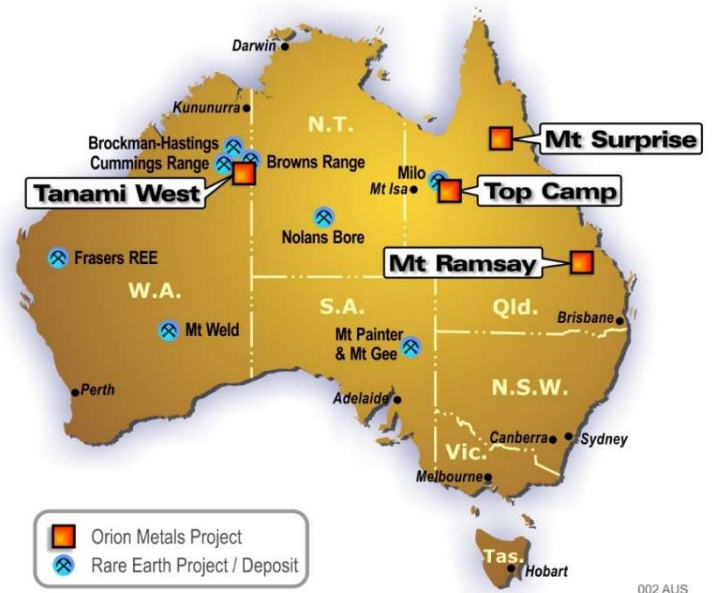 Darwin
Kununurra
N.T.
Brockman-Hastings
Cummings Range
Browns Range
Tanami West
Mt Surprise
Milo
Mt Isa
Top Camp
Nolans Bore
Frasers REE
Mt Ramsay
W.A.
S.A.
Qld.
Mt Weld
Mt Painter
& Mt Gee
Brisbane
Perth
Adelaide
N.S.W.
Canberra
Sydney
Vic.
Melbourne
Orion Metals Project
Rare Earth Project / Deposit
Tas.
Hobart
002 AUS